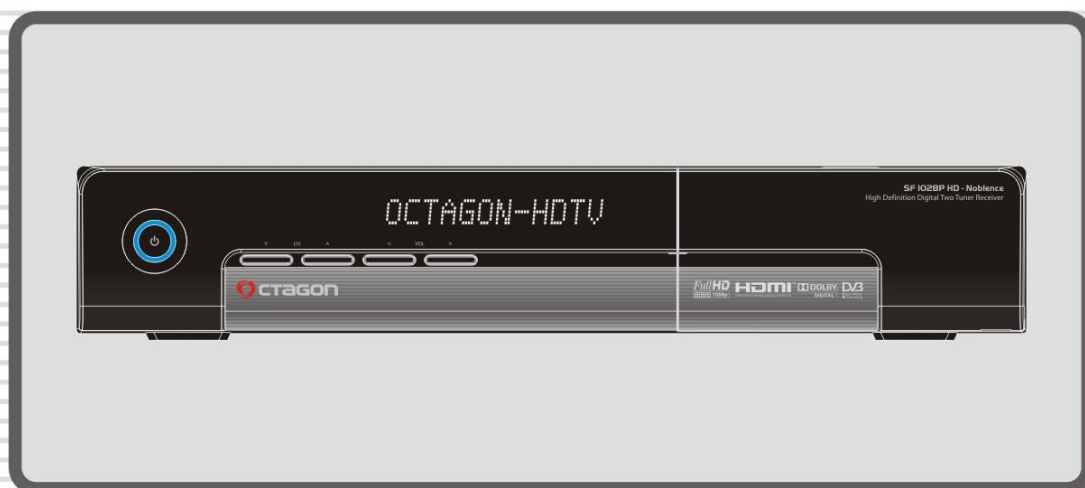 SF 1028P HD - Noblence
High Definition Digital Two Tuner Receiver
OCTAGON-HDTV
CH VOL
OCTAGON
Full HD 1080p HDMI DOLBY DIGITAL DVB